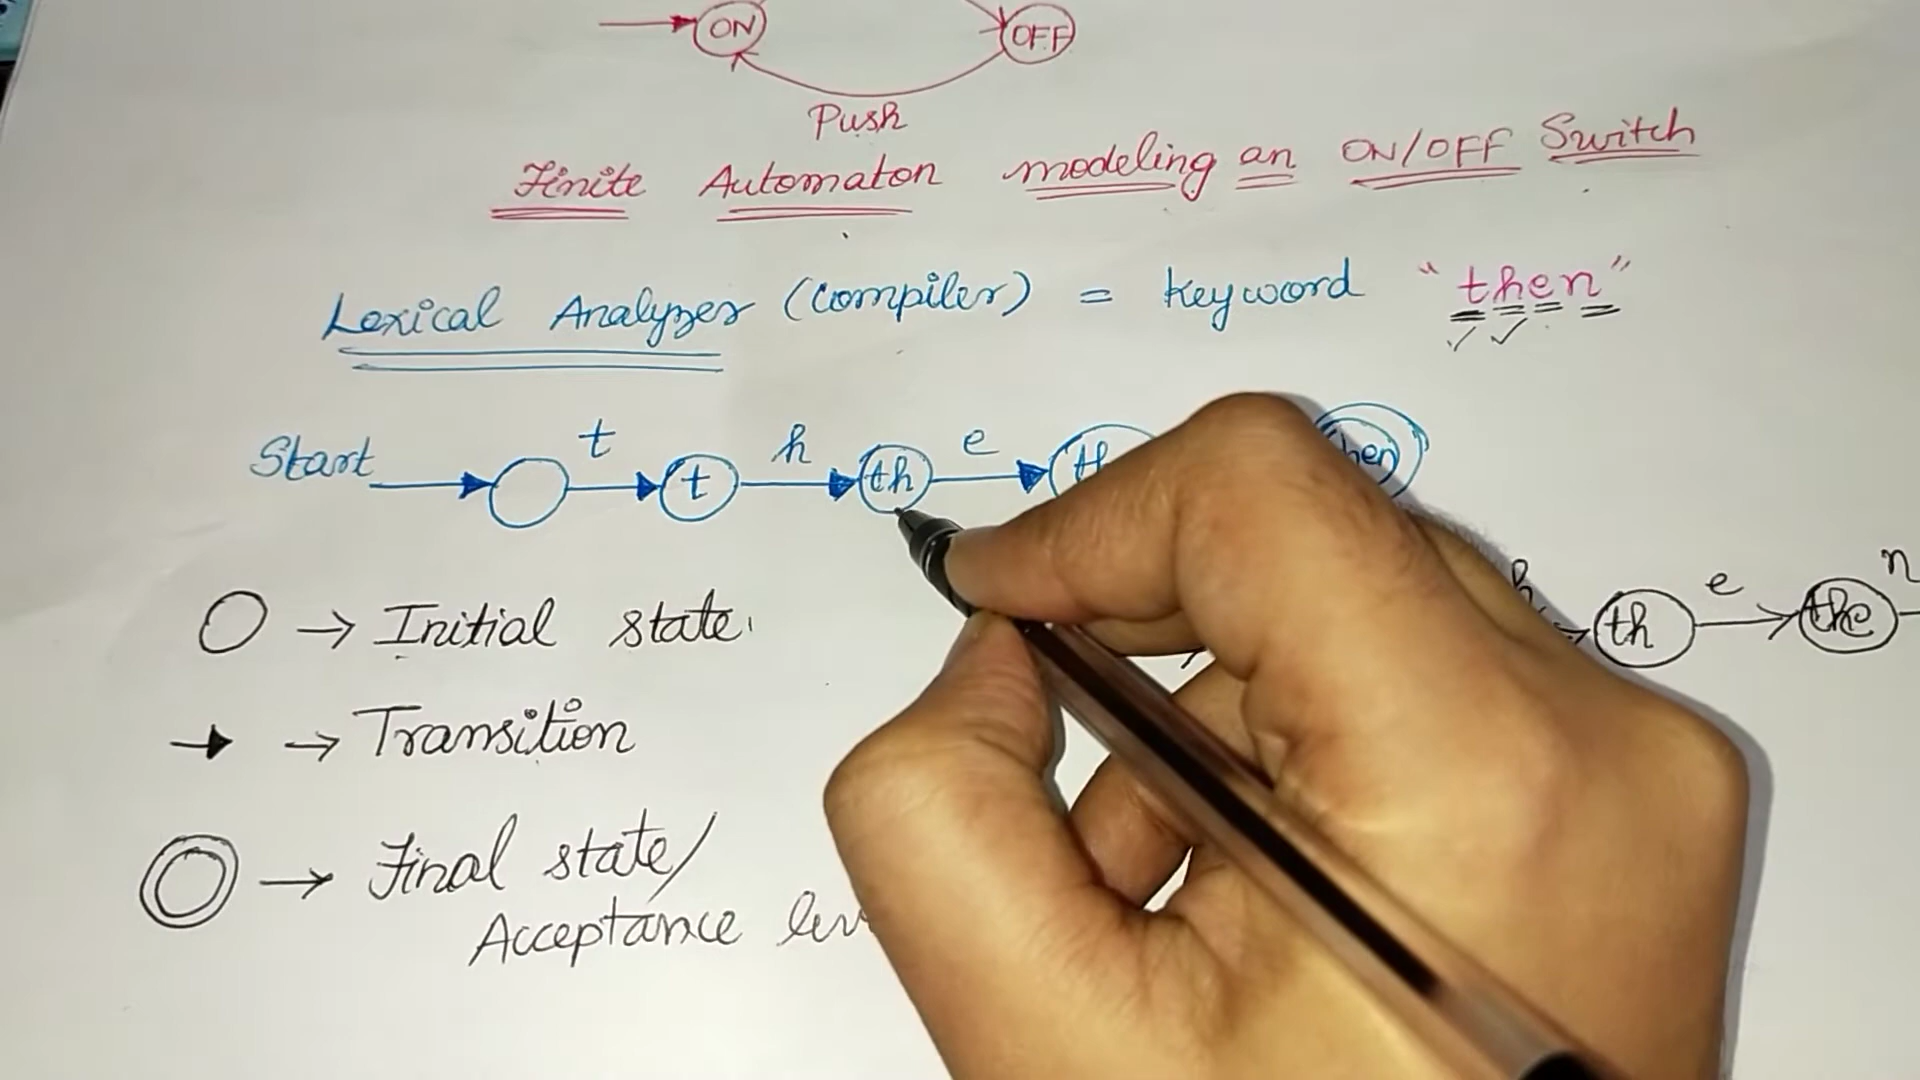 ON OFF
Push
Finite Automaton modeling an ON/OFF Switch
Lexical Analyzer (Compiler) = Keyword "then"
t h e
Start t th
h e n
th the
→ Initial state
→ Transition
→ Final state/
Acceptance